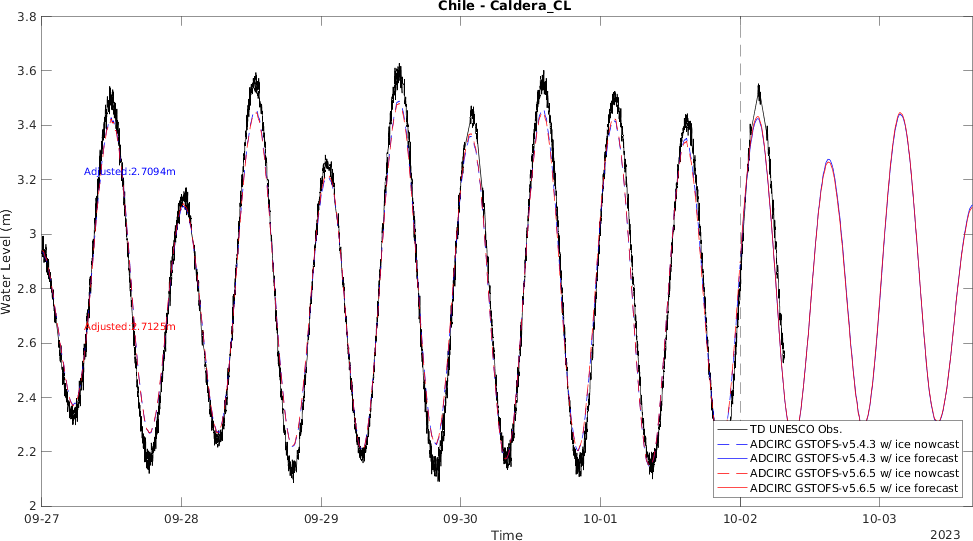 Chile - Caldera_CL
3.8
3.6
3.4
3.2
3
2.8
2.6
2.4
2.2
2
Water Level (m)
Adjusted:2.7094m
Adjusted:2.7125m
TD UNESCO Obs.
ADCIRC GSTOFS-v5.4.3 w/ ice nowcast
ADCIRC GSTOFS-v5.4.3 w/ ice forecast
ADCIRC GSTOFS-v5.6.5 w/ ice nowcast
ADCIRC GSTOFS-v5.6.5 w/ ice forecast
09-27 09-28 09-29 09-30 10-01 10-02 10-03
Time
2023